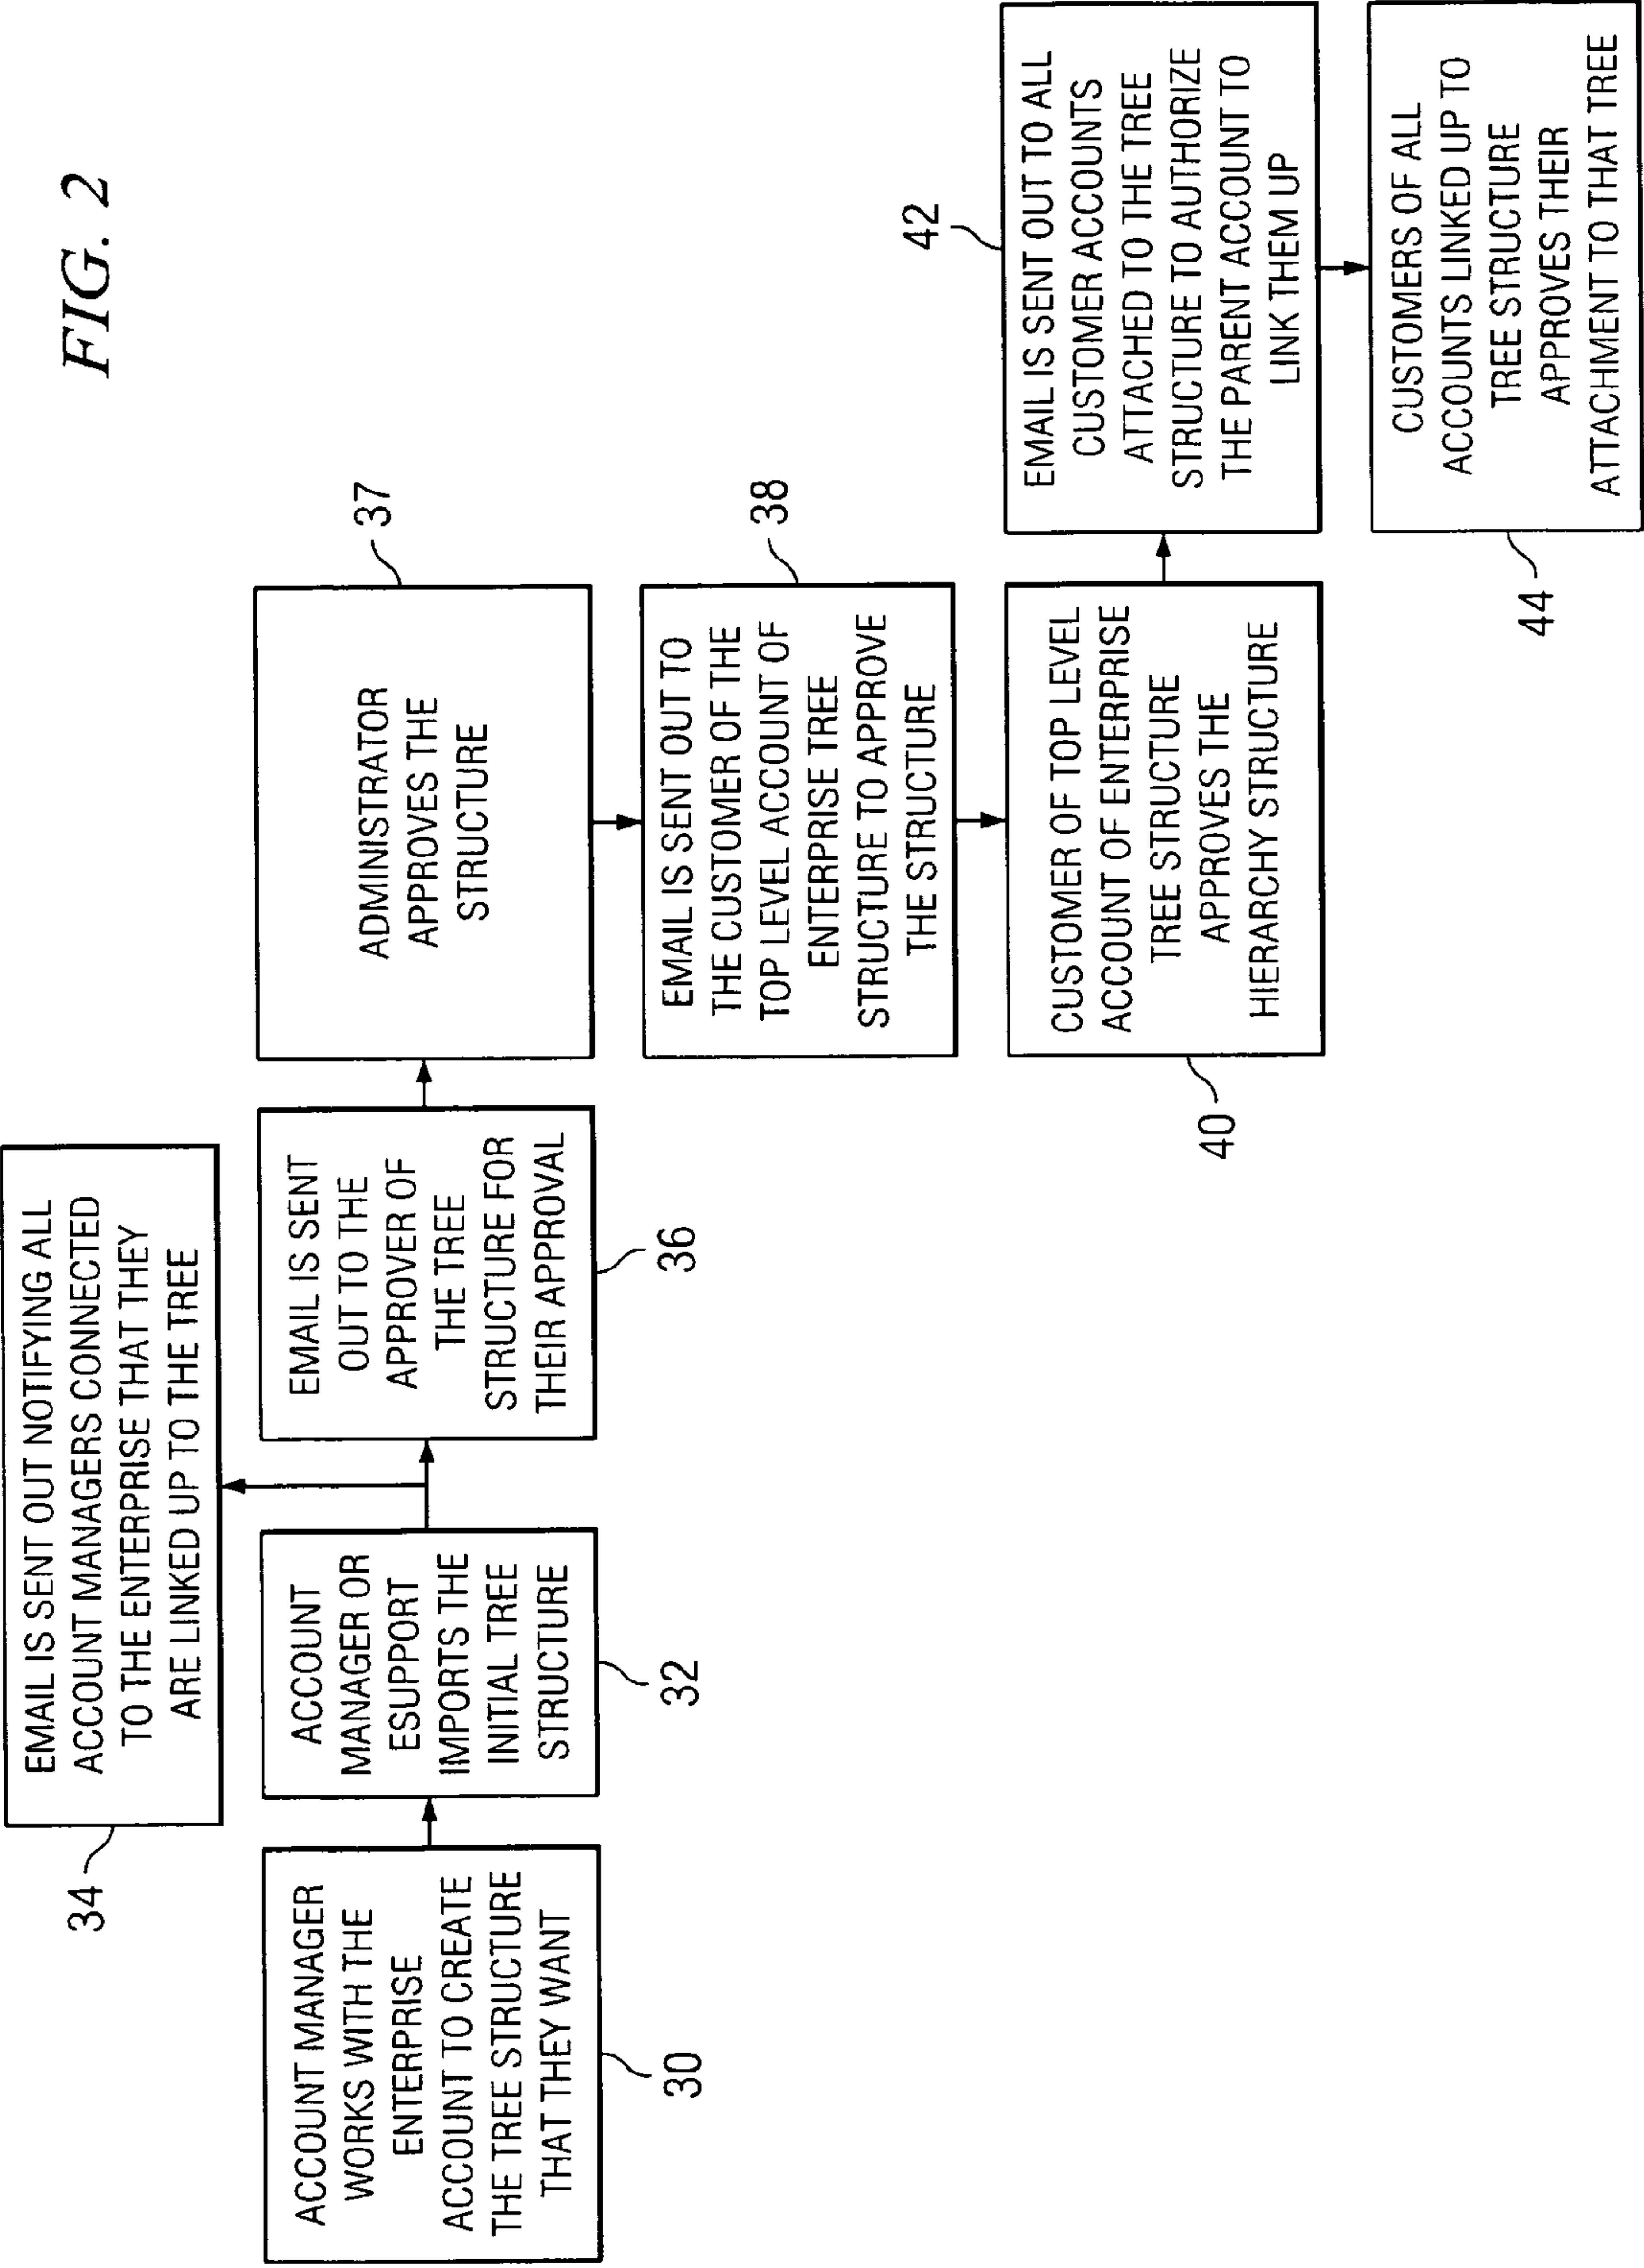 FIG. 2
34
EMAIL IS SENT OUT NOTIFYING ALL
ACCOUNT MANAGERS CONNECTED
TO THE ENTERPRISE THAT THEY
ARE LINKED UP TO THE TREE
ACCOUNT MANAGER
WORKS WITH THE
ENTERPRISE
ACCOUNT TO CREATE
THE TREE STRUCTURE
THAT THEY WANT
30
ACCOUNT
MANAGER OR
ESUPPORT
IMPORTS THE
INITIAL TREE
STRUCTURE
32
EMAIL IS SENT
OUT TO THE
APPROVER OF
THE TREE
STRUCTURE FOR
THEIR APPROVAL
36
ADMINISTRATOR
APPROVES THE
STRUCTURE
37
EMAIL IS SENT OUT TO
THE CUSTOMER OF THE
TOP LEVEL ACCOUNT OF
ENTERPRISE TREE
STRUCTURE TO APPROVE
THE STRUCTURE
38
CUSTOMER OF TOP LEVEL
ACCOUNT OF ENTERPRISE
TREE STRUCTURE
APPROVES THE
HIERARCHY STRUCTURE
40
42
EMAIL IS SENT OUT TO ALL
CUSTOMER ACCOUNTS
ATTACHED TO THE TREE
STRUCTURE TO AUTHORIZE
THE PARENT ACCOUNT TO
LINK THEM UP
CUSTOMERS OF ALL
ACCOUNTS LINKED UP TO
TREE STRUCTURE
APPROVES THEIR
ATTACHMENT TO THAT TREE
44